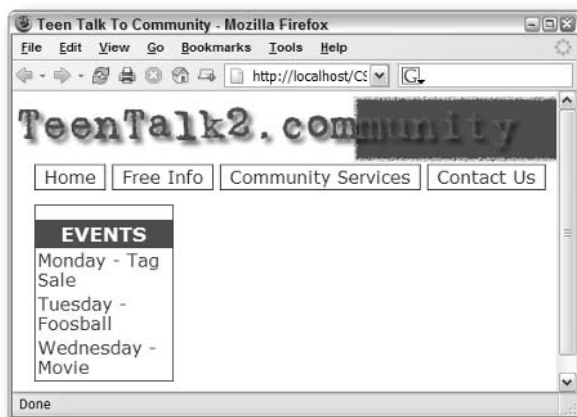 Teen Talk To Community - Mozilla Firefox
File Edit View Go Bookmarks Tools Help
http://localhost/CS
G
TeenTalk2.community
Home Free Info Community Services Contact Us
EVENTS
Monday - Tag
Sale
Tuesday -
Foosball
Wednesday -
Movie
Done